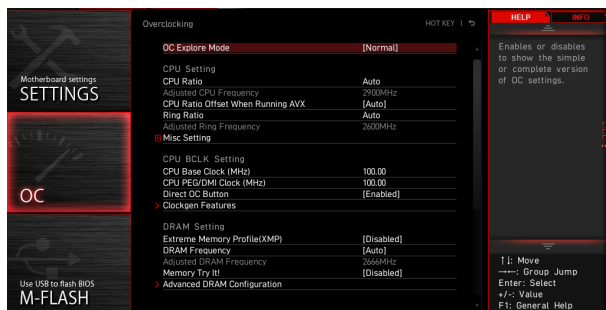 Motherboard settings
SETTINGS
OC
Use USB to flash BIOS
M-FLASH
Overclocking
HOT KEY
OC Explore Mode [Normal]
CPU Setting
CPU Ratio Auto
Adjusted CPU Frequency 2900MHz
CPU Ratio Offset When Running AVX [Auto]
Ring Ratio Auto
Adjusted Ring Frequency 2600MHz
Misc Setting
CPU BCLK Setting
CPU Base Clock (MHz) 100.00
CPU PEG/DMI Clock (MHz) 100.00
Direct OC Button [Enabled]
Clockgen Features
DRAM Setting
Extreme Memory Profile(XMP) [Disabled]
DRAM Frequency [Auto]
Adjusted DRAM Frequency 2666MHz
Memory Try It! [Disabled]
Advanced DRAM Configuration
HELP
INFO
Enables or disables
to show the simple
or complete version
of OC settings.
↑↓: Move
→←: Group Jump
Enter: Select
+/-: Value
F1: General Help